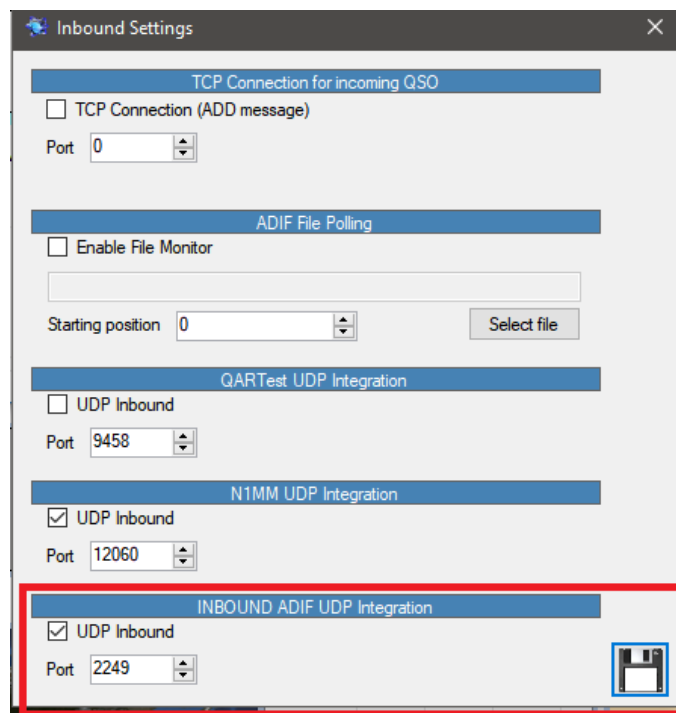 Inbound Settings
TCP Connection for incoming QSO
TCP Connection (ADD message)
Port 0
ADIF File Polling
Enable File Monitor
Starting position 0 Select file
QARTest UDP Integration
UDP Inbound
Port 9458
N1MM UDP Integration
UDP Inbound
Port 12060
INBOUND ADIF UDP Integration
UDP Inbound
Port 2249